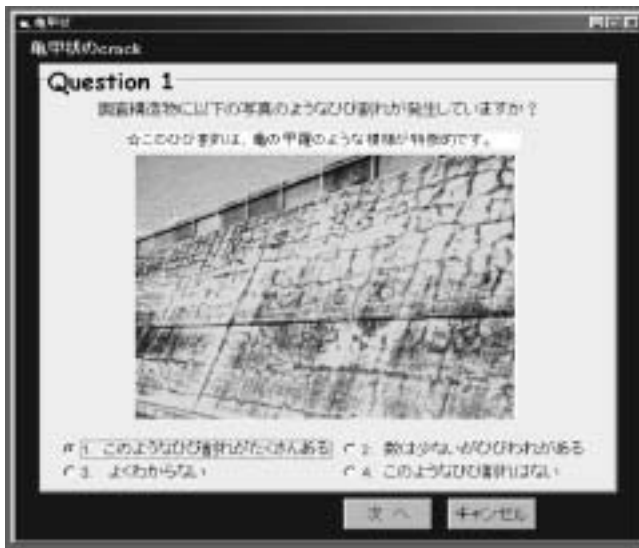 亀甲状
亀甲状のcrack
Question 1
調査構造物に以下の写真のようなひび割れが発生していますか？
☆このひび割れは、亀の甲羅のような模様が特徴的です。
1. このようなひび割れがたくさんある
2. 数は少ないがひびわれがある
3. よくわからない
4. このようなひび割れはない
次 へ
キャンセル